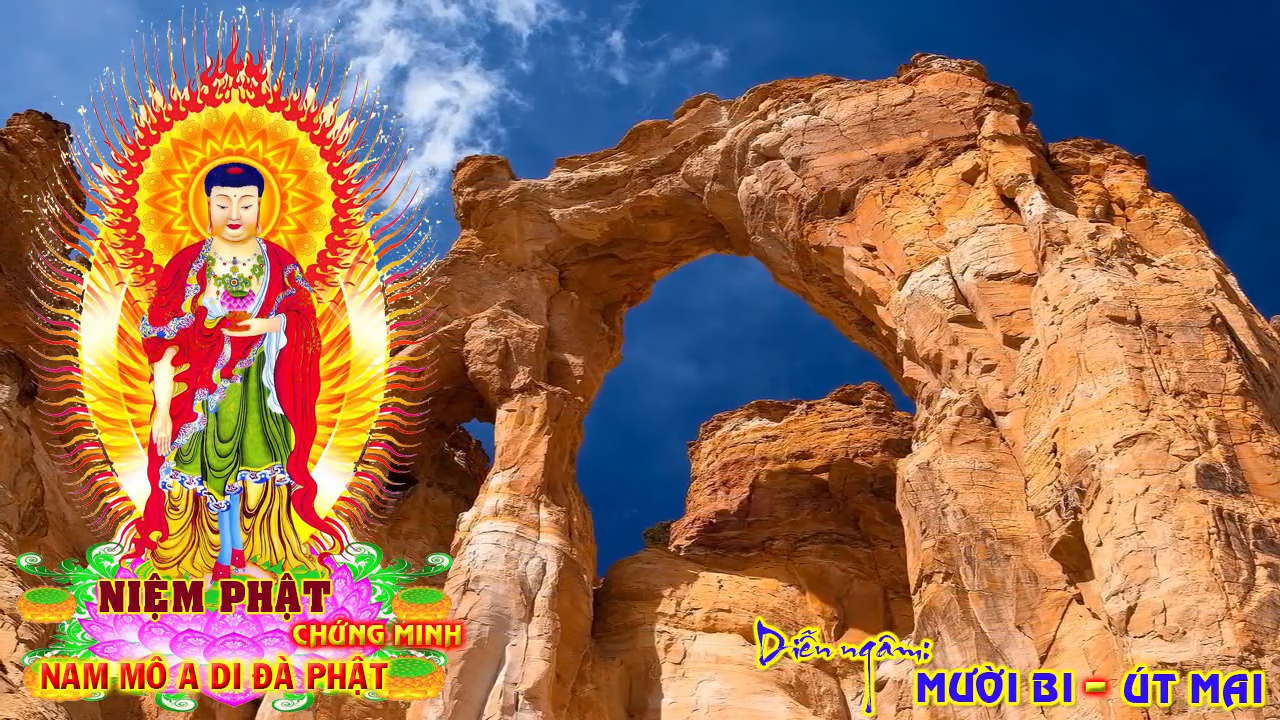 NIỆM PHẬT
CHỨNG MINH
NAM MÔ A DI ĐÀ PHẬT
Diễn ngâm:
MƯỜI BI - ÚT MAI